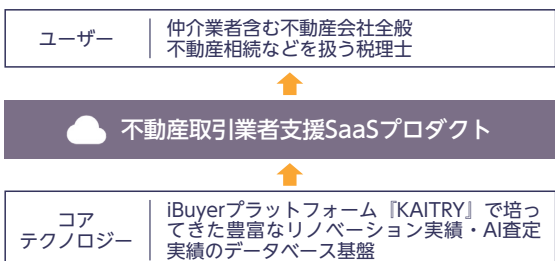 ユーザー
仲介業者含む不動産会社全般
不動産相続などを扱う税理士
不動産取引業者支援SaaSプロダクト
コア
テクノロジー
iBuyerプラットフォーム『KAITRY』で培っ
てきた豊富なリノベーション実績・AI査定
実績のデータベース基盤